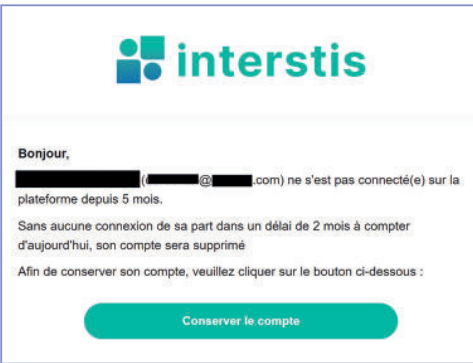 interstis
Bonjour,
( @ .com) ne s'est pas connecté(e) sur la
plateforme depuis 5 mois.
Sans aucune connexion de sa part dans un délai de 2 mois à compter
d'aujourd'hui, son compte sera supprimé
Afin de conserver son compte, veuillez cliquer sur le bouton ci-dessous :
Conserver le compte